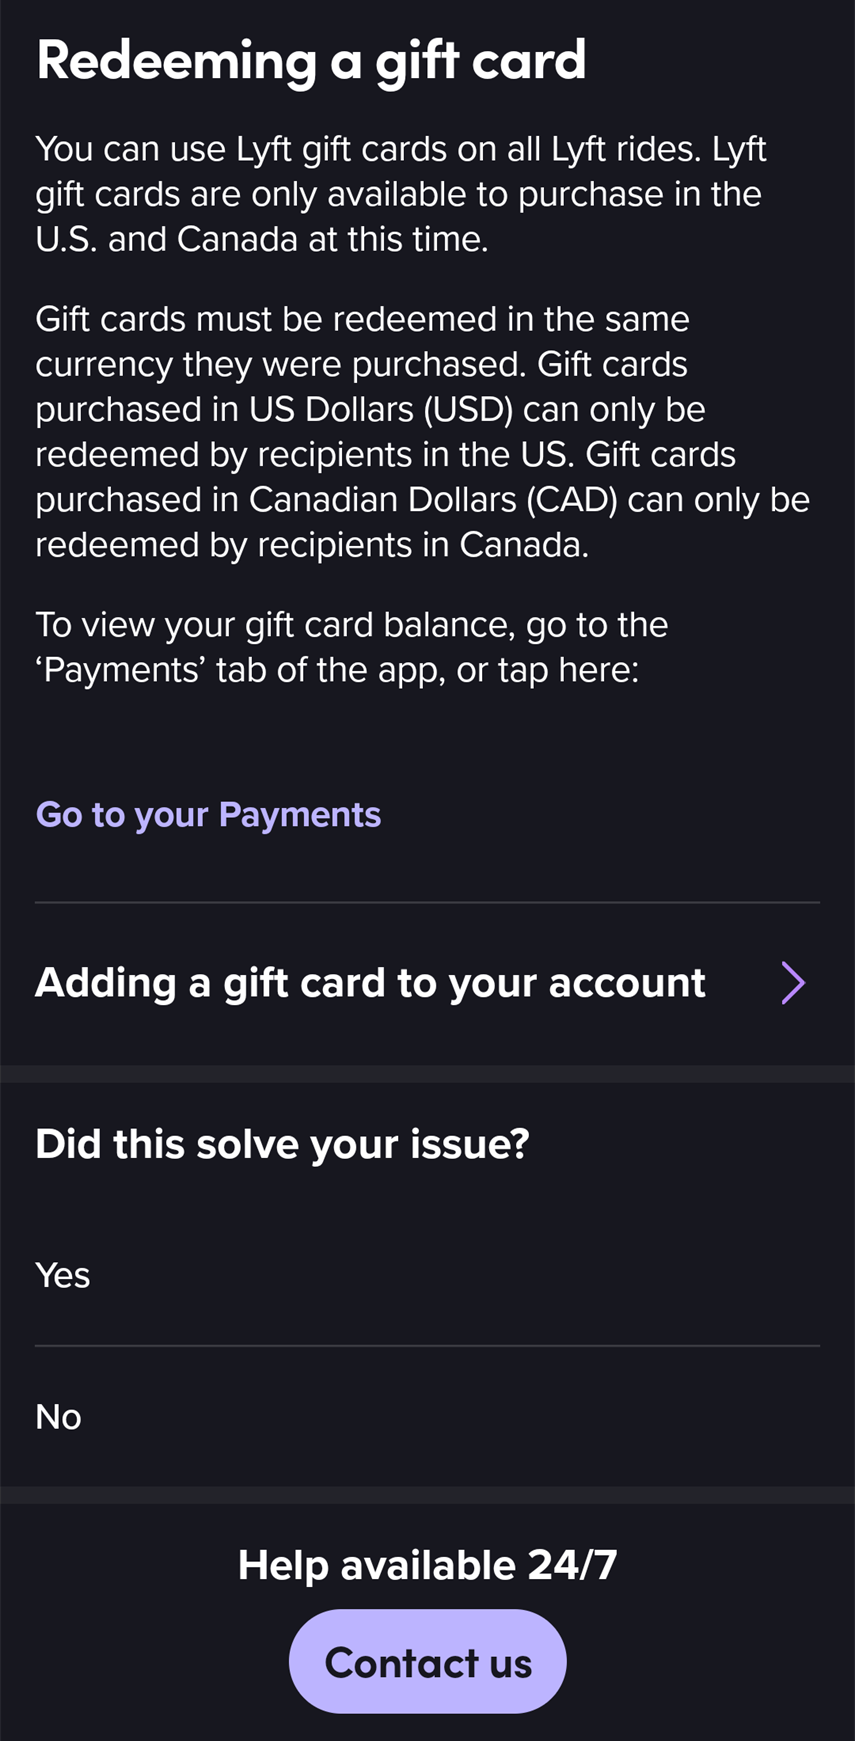 Redeeming a gift card
You can use Lyft gift cards on all Lyft rides. Lyft
gift cards are only available to purchase in the
U.S. and Canada at this time.
Gift cards must be redeemed in the same
currency they were purchased. Gift cards
purchased in US Dollars (USD) can only be
redeemed by recipients in the US. Gift cards
purchased in Canadian Dollars (CAD) can only be
redeemed by recipients in Canada.
To view your gift card balance, go to the
‘Payments’ tab of the app, or tap here:
Go to your Payments
Adding a gift card to your account
Did this solve your issue?
Yes
No
Help available 24/7
Contact us